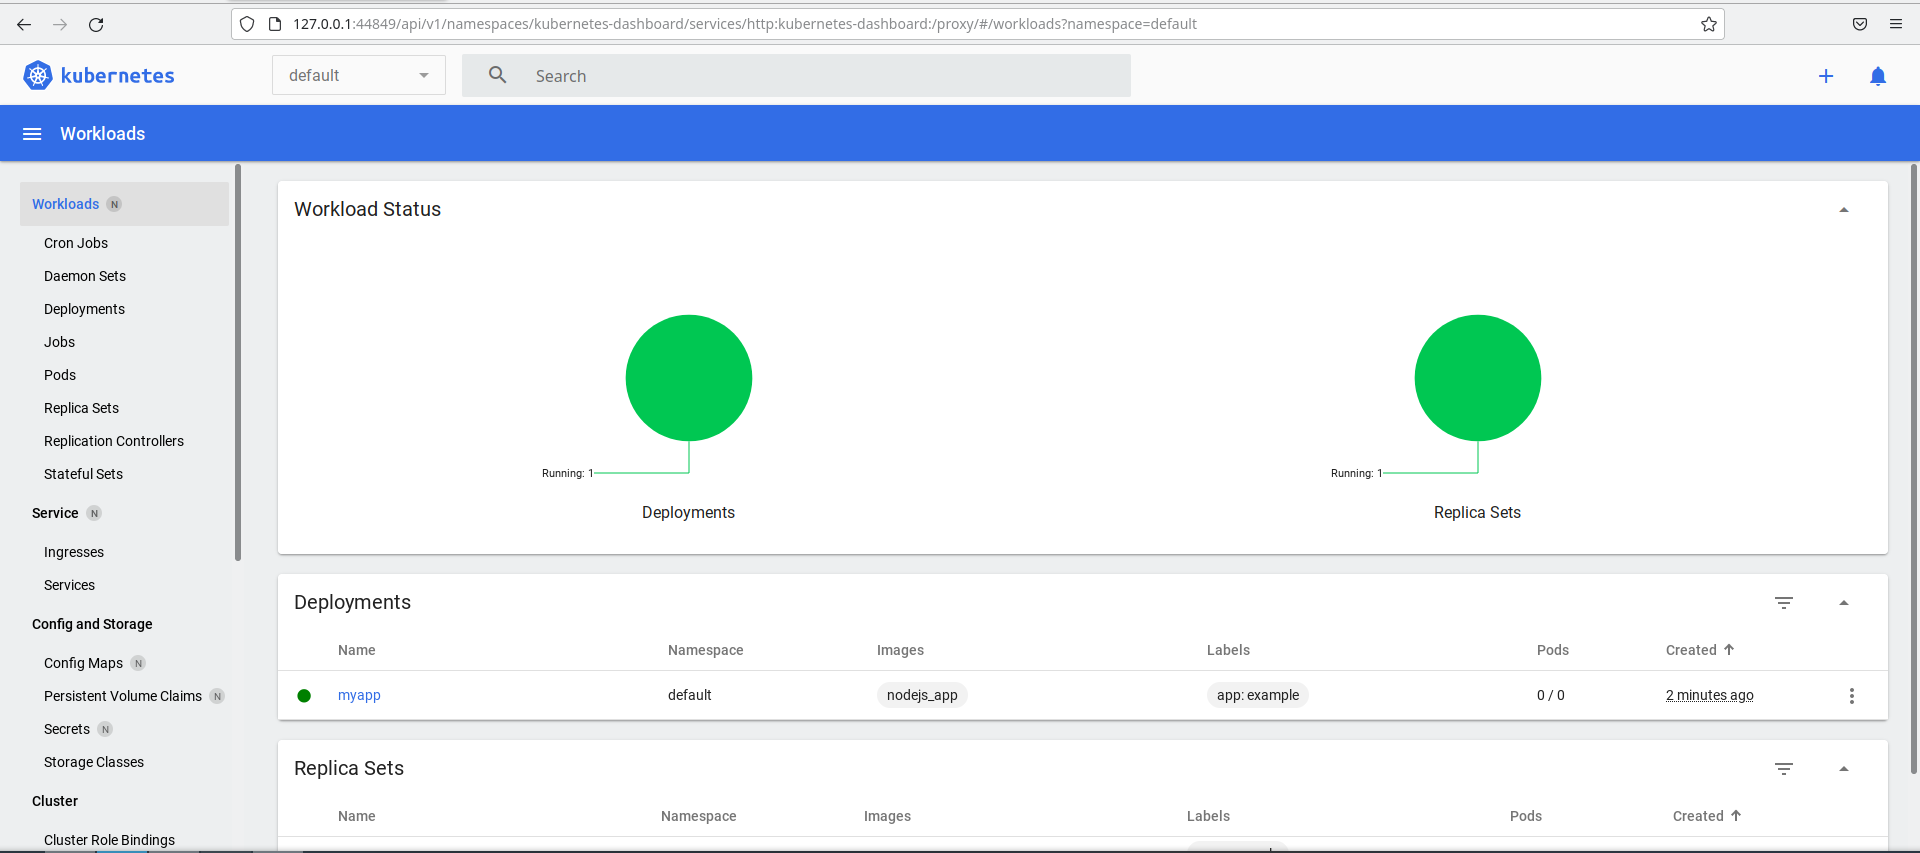 127.0.0.1:44849/api/v1/namespaces/kubernetes-dashboard/services/http:kubernetes-dashboard:/proxy/#/workloads?namespace=default
kubernetes
default
Search
Workloads
Workloads N
Cron Jobs
Daemon Sets
Deployments
Jobs
Pods
Replica Sets
Replication Controllers
Stateful Sets
Service N
Ingresses
Services
Config and Storage
Config Maps N
Persistent Volume Claims N
Secrets N
Storage Classes
Cluster
Cluster Role Bindings
Workload Status
Running: 1
Deployments
Running: 1
Replica Sets
Deployments
Name Namespace Images Labels Pods Created
myapp default nodejs_app app: example 0 / 0 2 minutes ago
Replica Sets
Name Namespace Images Labels Pods Created